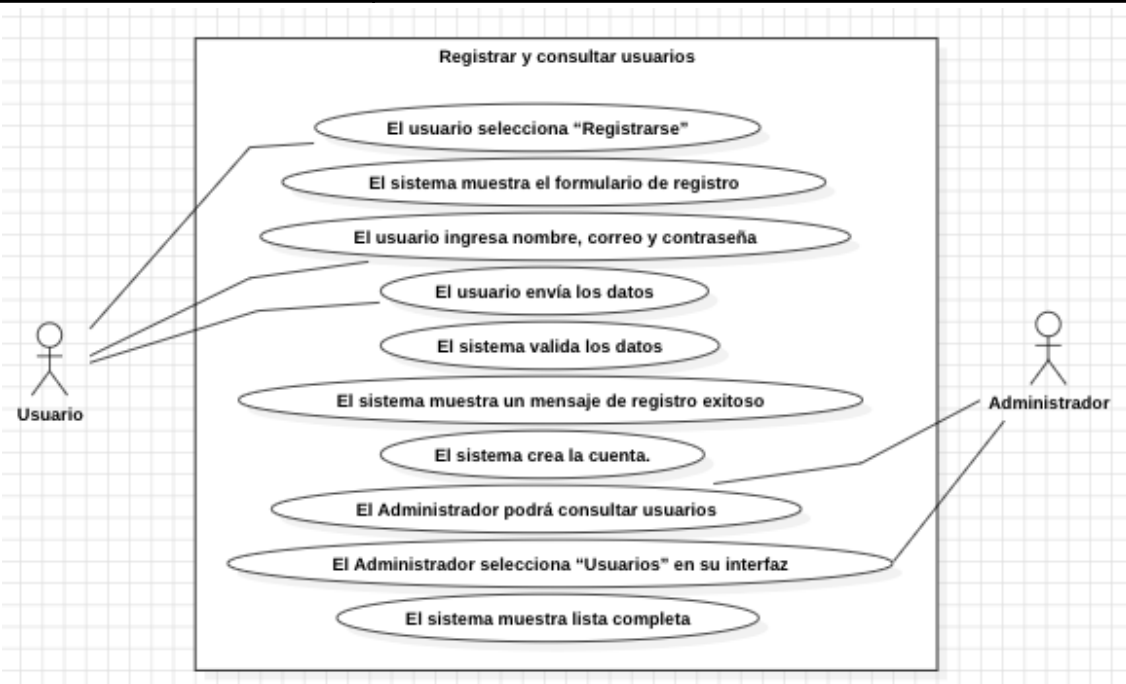 Registrar y consultar usuarios
El usuario selecciona “Registrarse”
El sistema muestra el formulario de registro
El usuario ingresa nombre, correo y contraseña
El usuario envía los datos
El sistema valida los datos
El sistema muestra un mensaje de registro exitoso
El sistema crea la cuenta.
El Administrador podrá consultar usuarios
El Administrador selecciona “Usuarios” en su interfaz
El sistema muestra lista completa
Usuario
Administrador